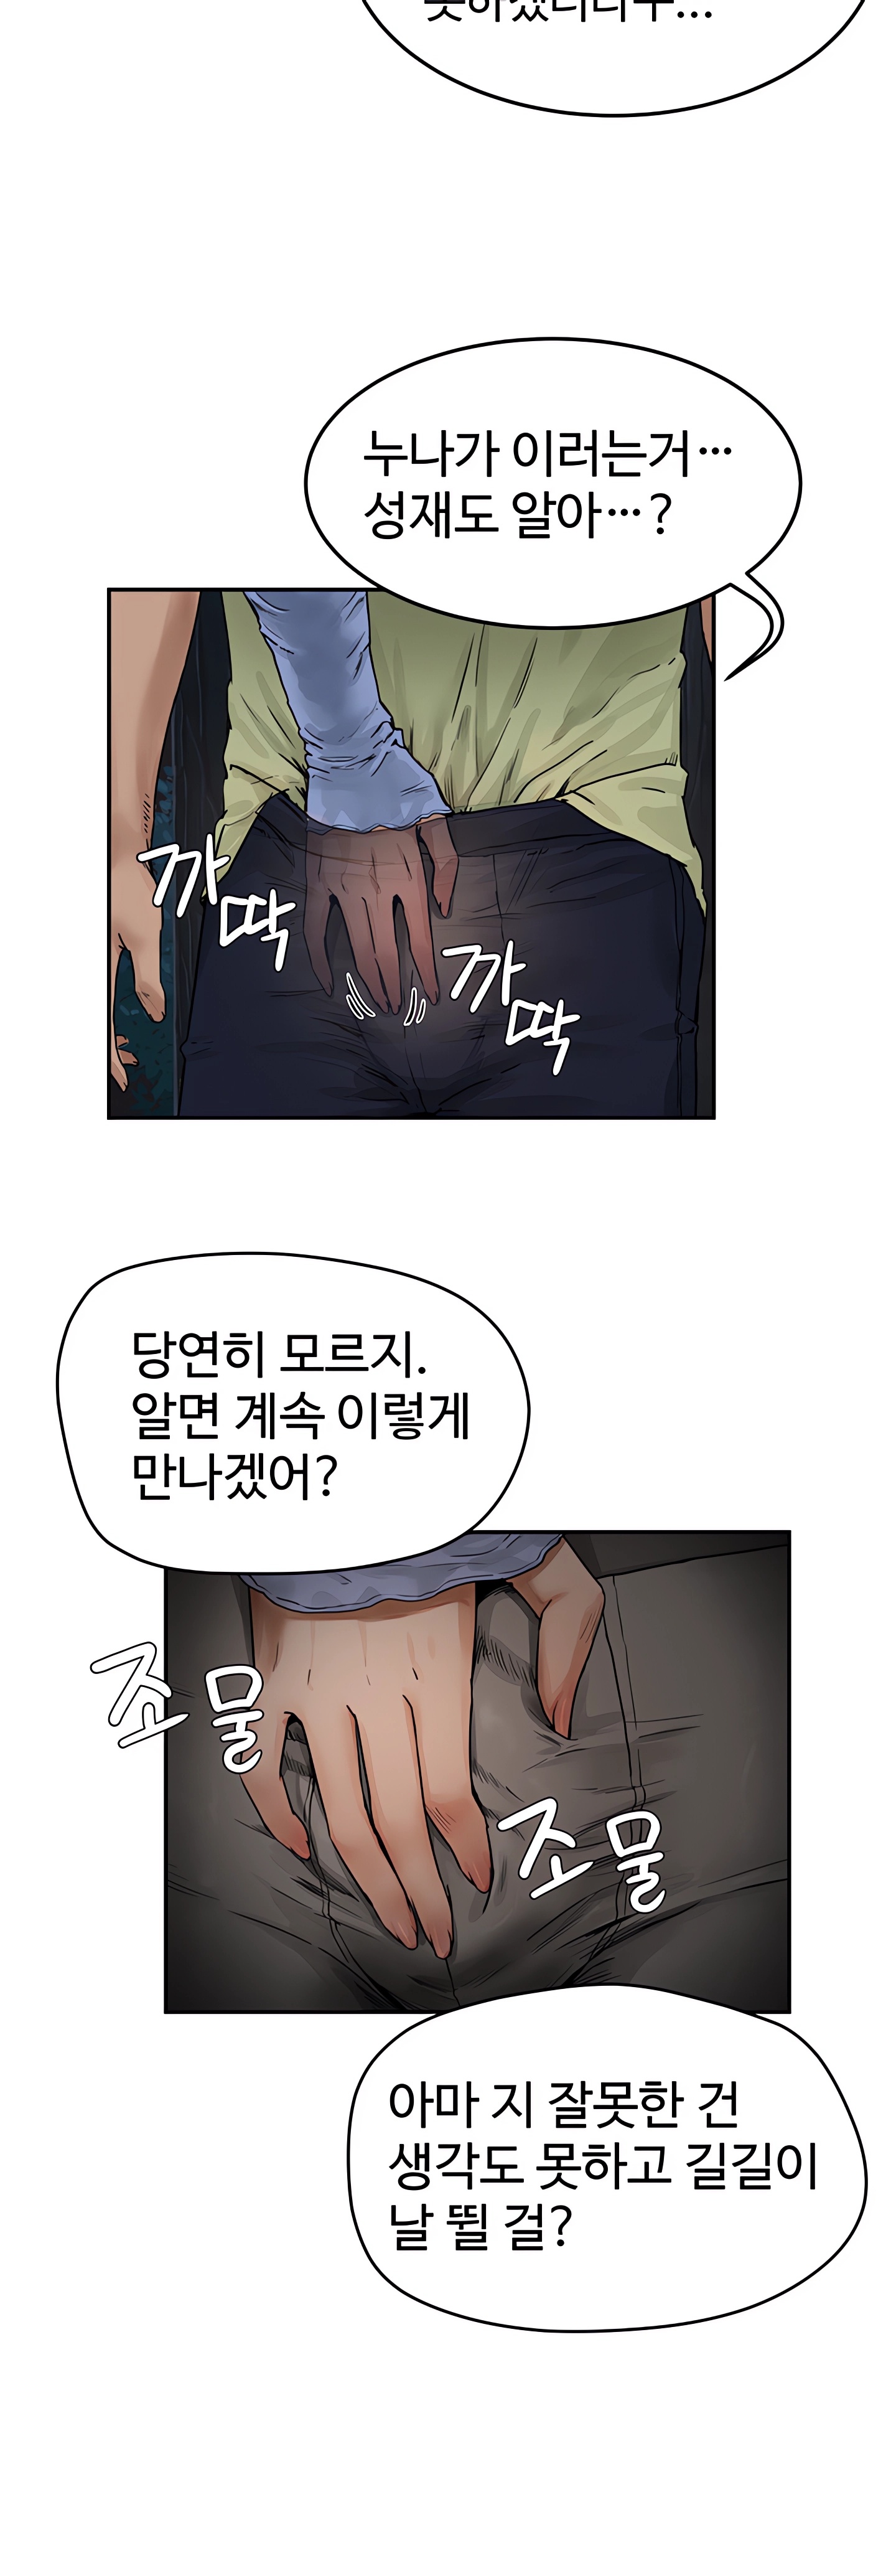 누나가 이러는거…
성재도 알아…?
까
딱
까
딱
당연히 모르지.
알면 계속 이렇게
만나겠어?
조물
조물
아마 지 잘못한 건
생각도 못하고 길길이
날 뛸 걸?